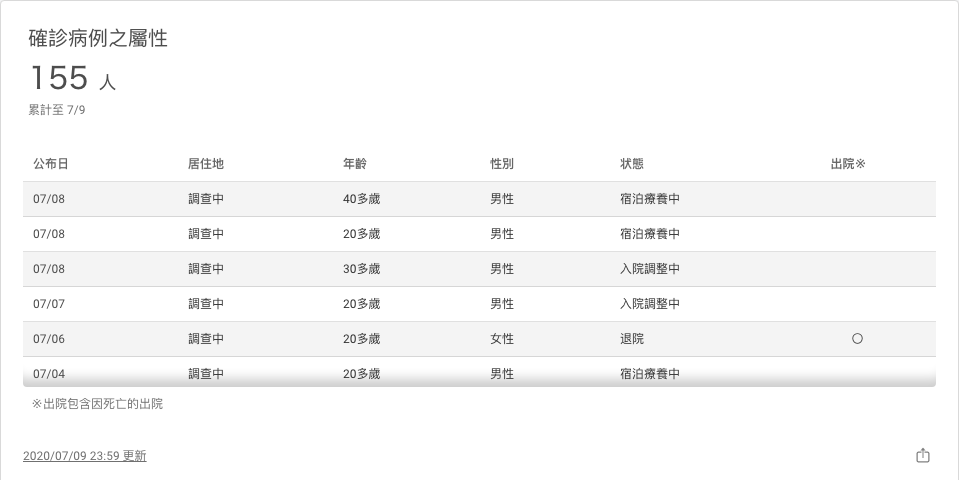 確診病例之屬性
155 人
累計至 7/9
公布日 居住地 年齡 性別 狀態 出院※
07/08 調查中 40多歲 男性 宿泊療養中
07/08 調查中 20多歲 男性 宿泊療養中
07/08 調查中 30多歲 男性 入院調整中
07/07 調查中 20多歲 男性 入院調整中
07/06 調查中 20多歲 女性 退院 〇
07/04 調查中 20多歲 男性 宿泊療養中
※出院包含因死亡的出院
2020/07/09 23:59 更新